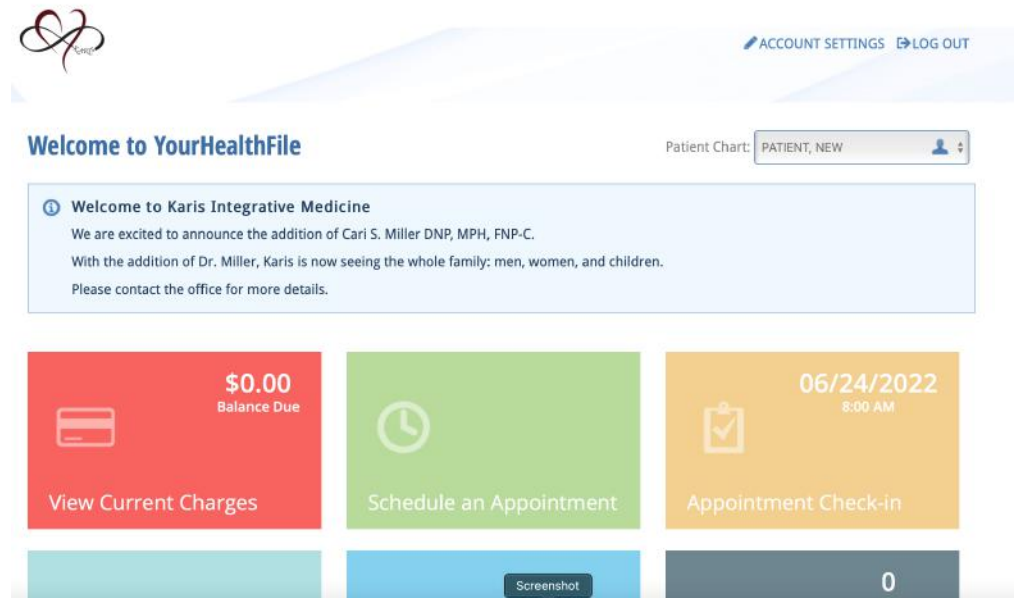 Karis
ACCOUNT SETTINGS LOG OUT
Welcome to YourHealthFile
Patient Chart: PATIENT, NEW
Welcome to Karis Integrative Medicine
We are excited to announce the addition of Cari S. Miller DNP, MPH, FNP-C.
With the addition of Dr. Miller, Karis is now seeing the whole family: men, women, and children.
Please contact the office for more details.
$0.00
Balance Due
View Current Charges
Schedule an Appointment
06/24/2022
8:00 AM
Appointment Check-in
Screenshot
0